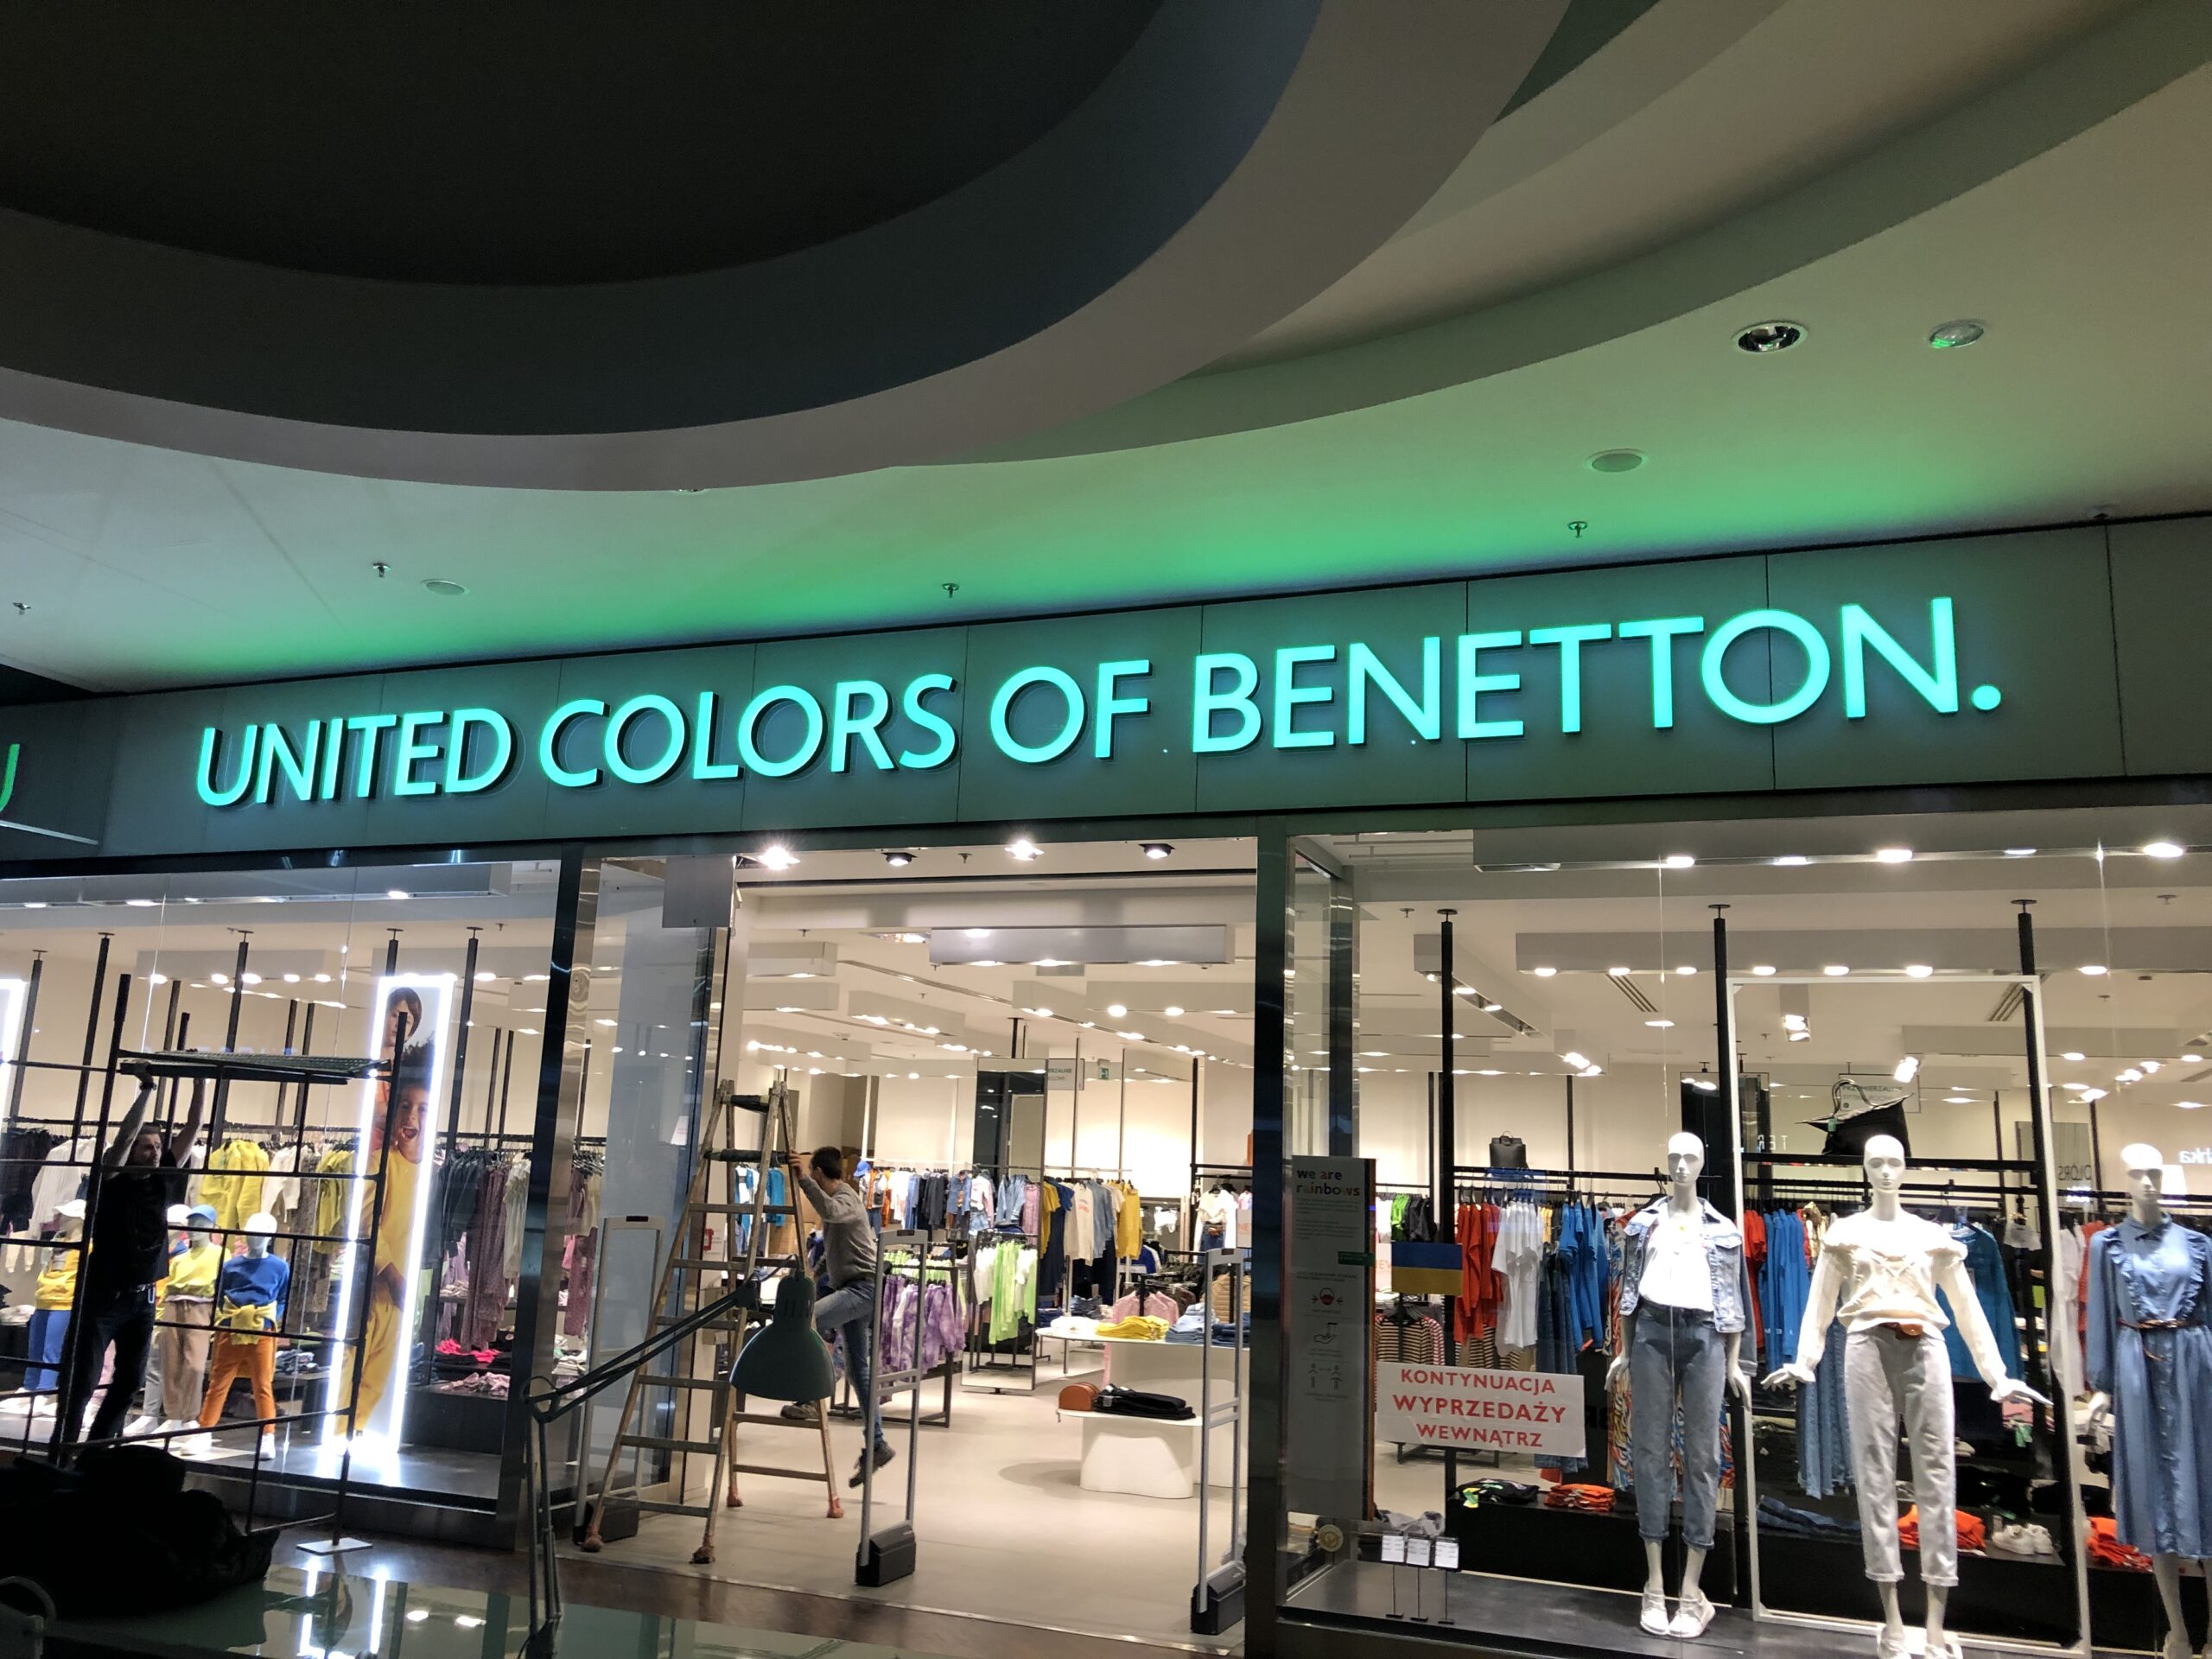 UNITED COLORS OF BENETTON.
we are
rainbows
KONTYNUACJA
WYPRZEDAŻY
WEWNĄTRZ